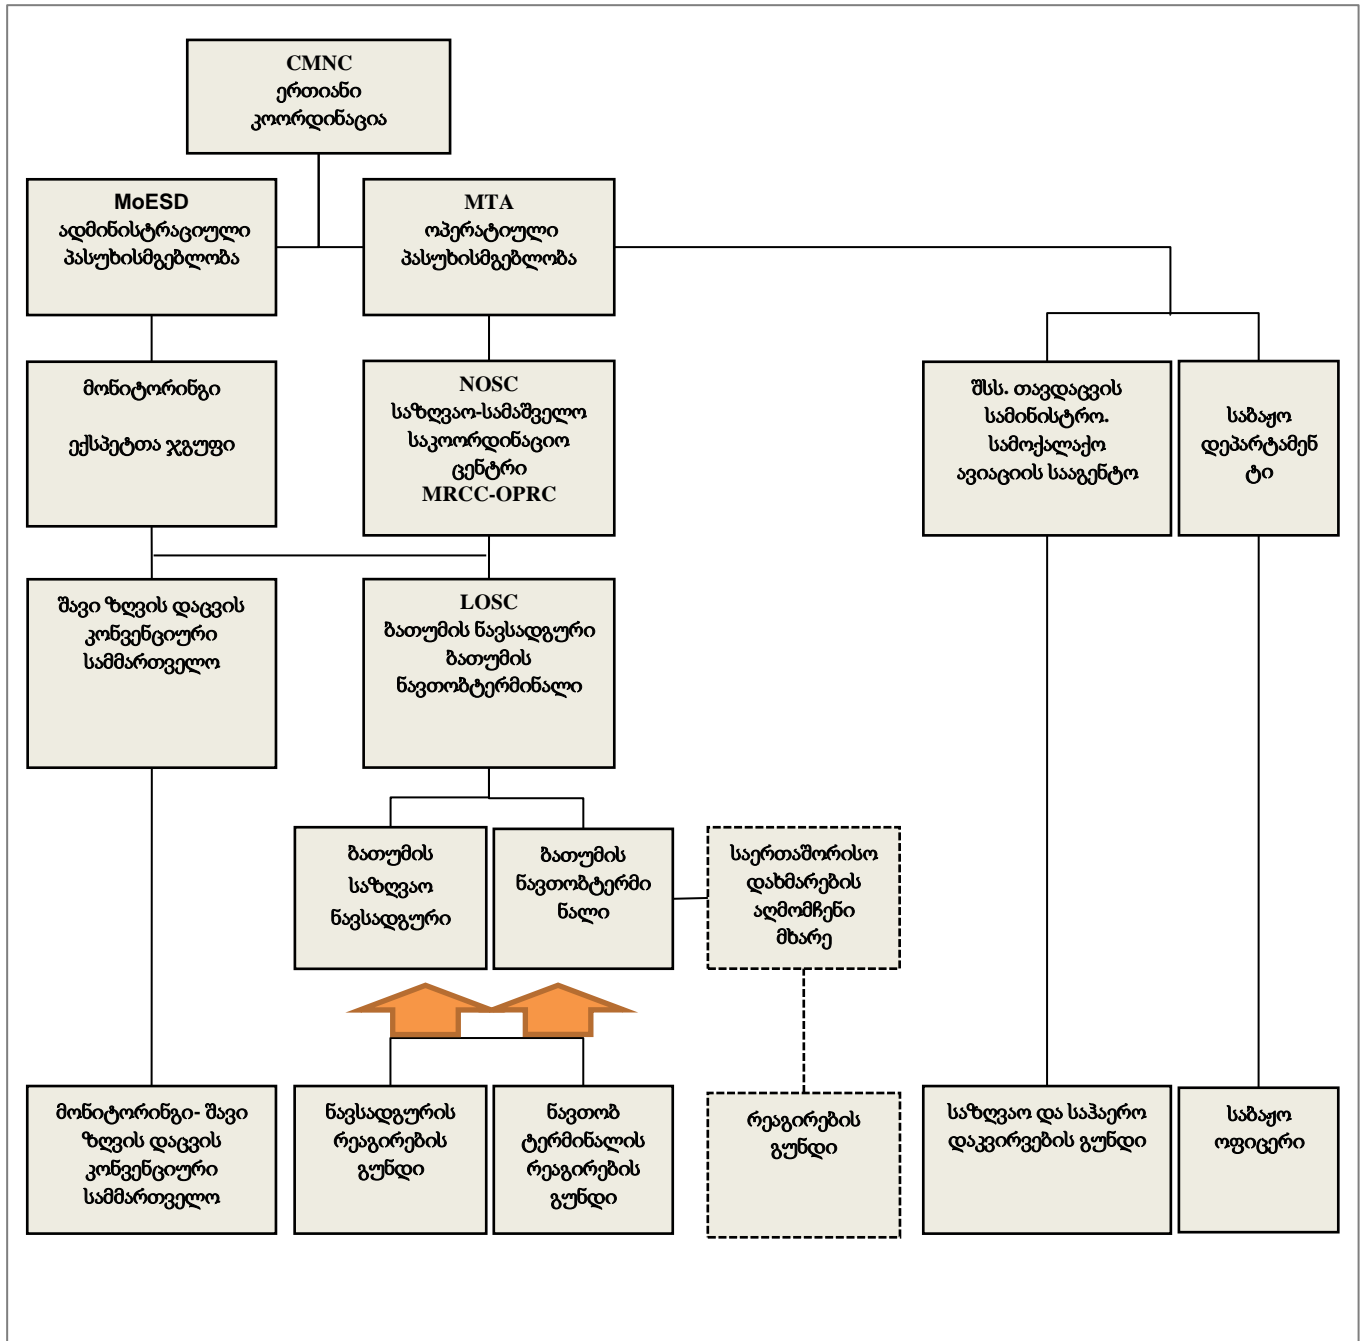 CMNC
ერთიანი
კოორდინაცია
MoESD
ადმინისტრაციული
პასუხისმგებლობა
MTA
ოპერატიული
პასუხისმგებლობა
მონიტორინგი
ექსპეტთა ჯგუფი
NOSC
საზღვაო-სამაშველო
საკოორდინაციო
ცენტრი
MRCC-OPRC
შსს. თავდაცვის
სამინისტრო.
სამოქალაქო
ავიაციის სააგენტო
საბაჟო
დეპარტამენ
ტი
შავი ზღვის დაცვის
კონვენციური
სამმართველო
LOSC
ბათუმის ნავსადგური
ბათუმის
ნავთობტერმინალი
ბათუმის
საზღვაო
ნავსადგური
ბათუმის
ნავთობტერმი
ნალი
საერთაშორისო
დახმარების
აღმომჩენი
მხარე
მონიტორინგი- შავი
ზღვის დაცვის
კონვენციური
სამმართველო
ნავსადგურის
რეაგირების
გუნდი
ნავთობ
ტერმინალის
რეაგირების
გუნდი
რეაგირების
გუნდი
საზღვაო და საჰაერო
დაკვირვების გუნდი
საბაჟო
ოფიცერი